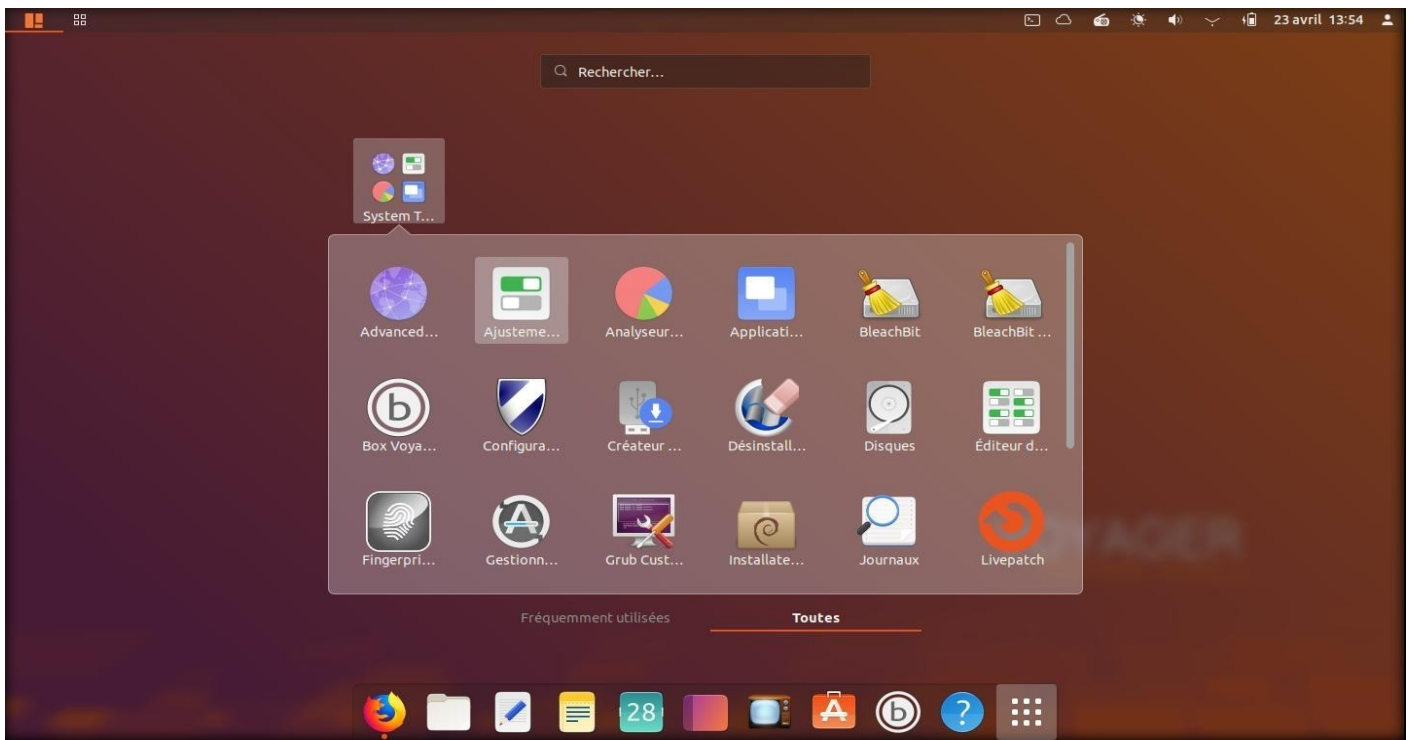 23 avril 13:54
Rechercher...
System T...
Advanced... Ajusteme... Analyseur... Applicati... BleachBit BleachBit ...
Box Voya... Configura... Créateur ... Désinstall... Disques Éditeur d...
Fingerpri... Gestionn... Grub Cust... Installate... Journaux Livepatch
VOYAGER
Fréquemment utilisées Toutes
28